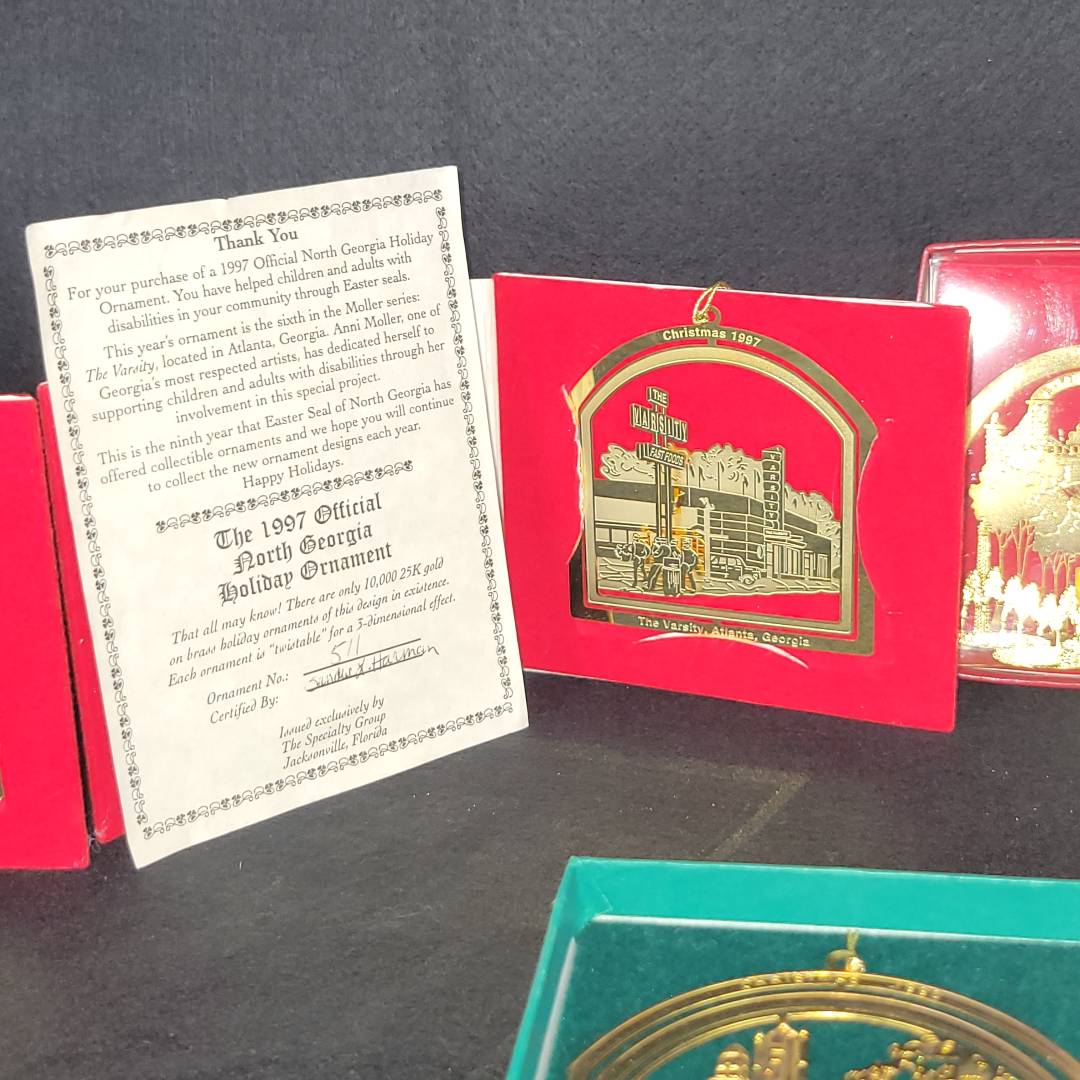 Thank You
For your purchase of a 1997 Official North Georgia Holiday
Ornament. You have helped children and adults with
disabilities in your community through Easter seals.
This year's ornament is the sixth in the Moller series:
The Varsity, located in Atlanta, Georgia. Anni Moller, one of
Georgia's most respected artists, has dedicated herself to
supporting children and adults with disabilities through her
involvement in this special project.
This is the ninth year that Easter Seal of North Georgia has
offered collectible ornaments and we hope you will continue
to collect the new ornament designs each year.
Happy Holidays.
The 1997 Official
North Georgia
Holiday Ornament
That all may know! There are only 10,000 25K gold
on brass holiday ornaments of this design in existence.
Each ornament is "twistable" for a 3-dimensional effect.
Ornament No.: 511
Certified By: Sandra L. Harman
Issued exclusively by
The Specialty Group
Jacksonville, Florida
Christmas 1997
THE
VARSITY
FAST FOODS
VARSITY
The Varsity, Atlanta, Georgia